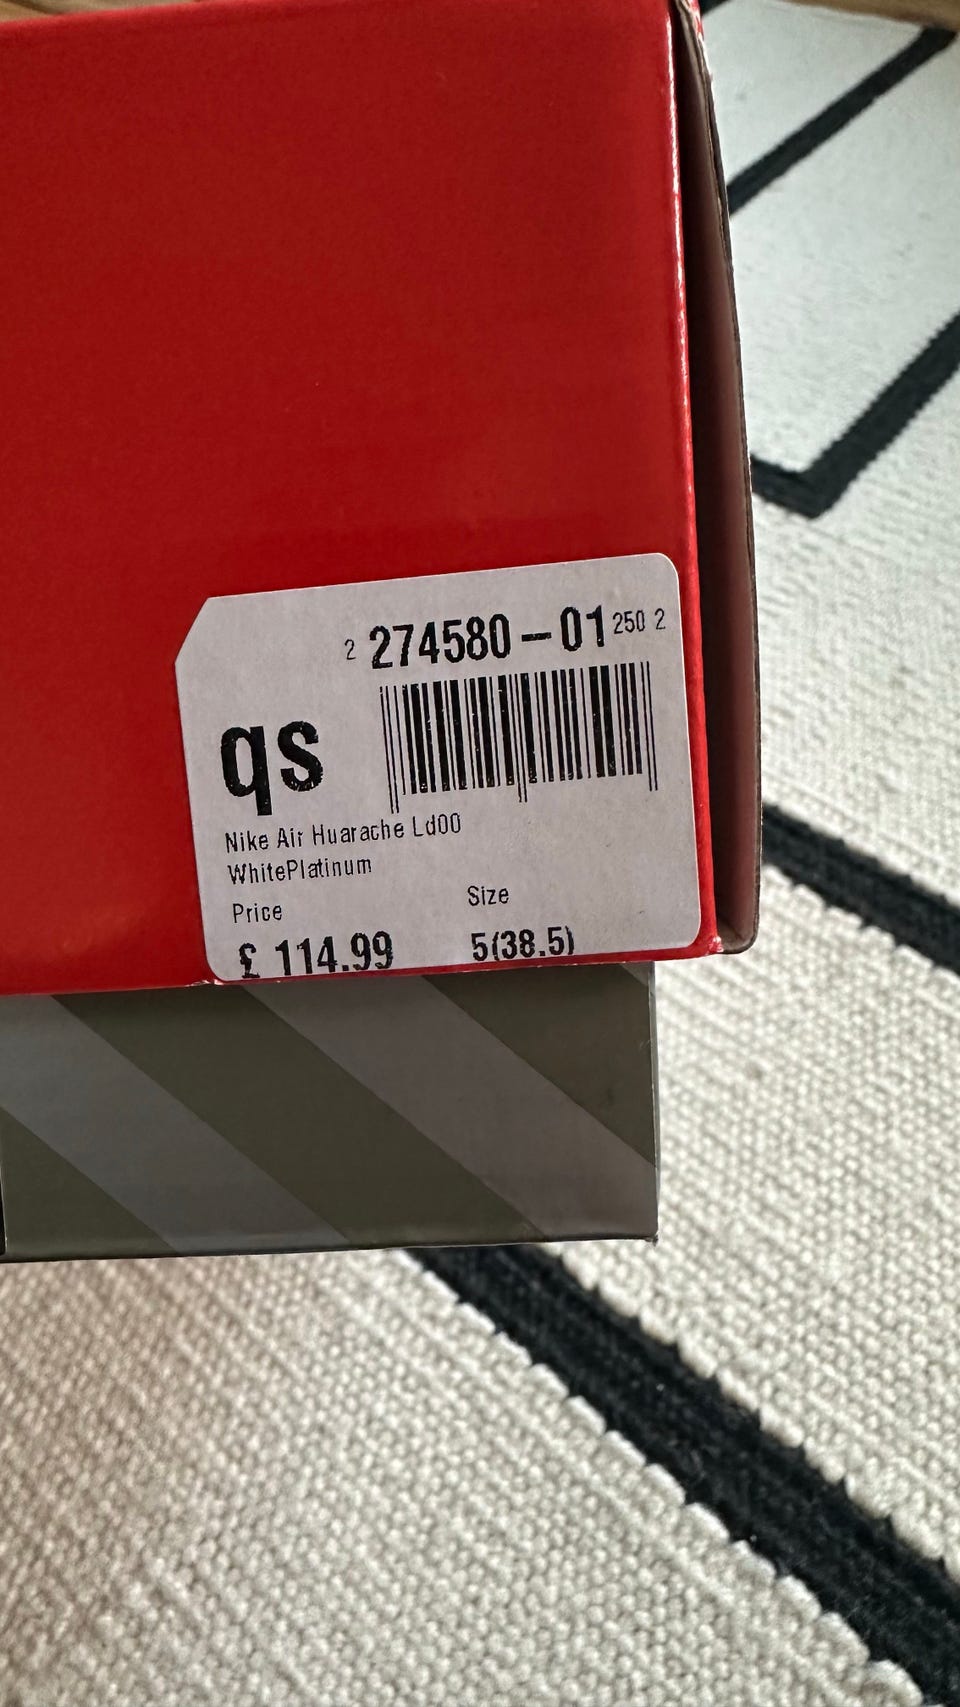 2 274580-01 250 2
qs
Nike Air Huarache Ld00
WhitePlatinum
Price Size
£ 114.99 5(38.5)